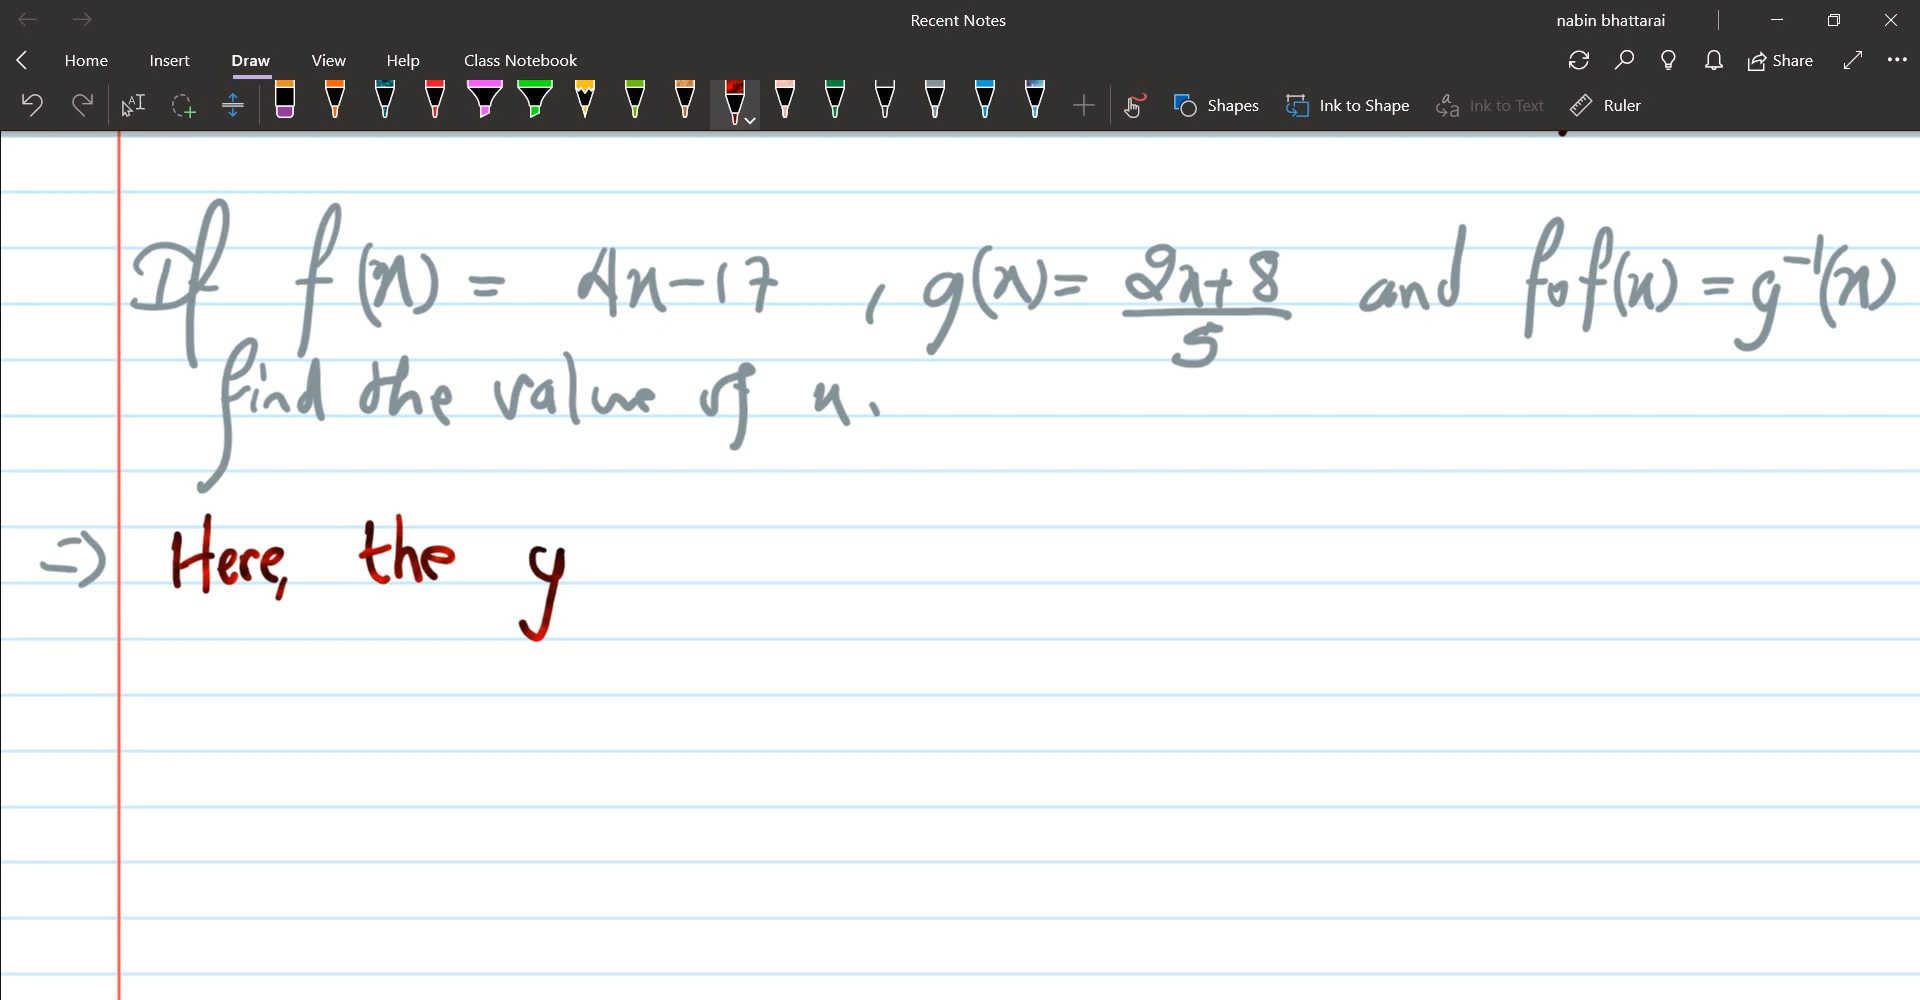 Recent Notes
nabin bhattarai
Home Insert Draw View Help Class Notebook
Share
Shapes Ink to Shape Ink to Text Ruler
If f(x) = 4x-17 , g(x) = 2x+8/5 and fof(x) = g⁻¹(x)
find the value of x.
=> Here, the y